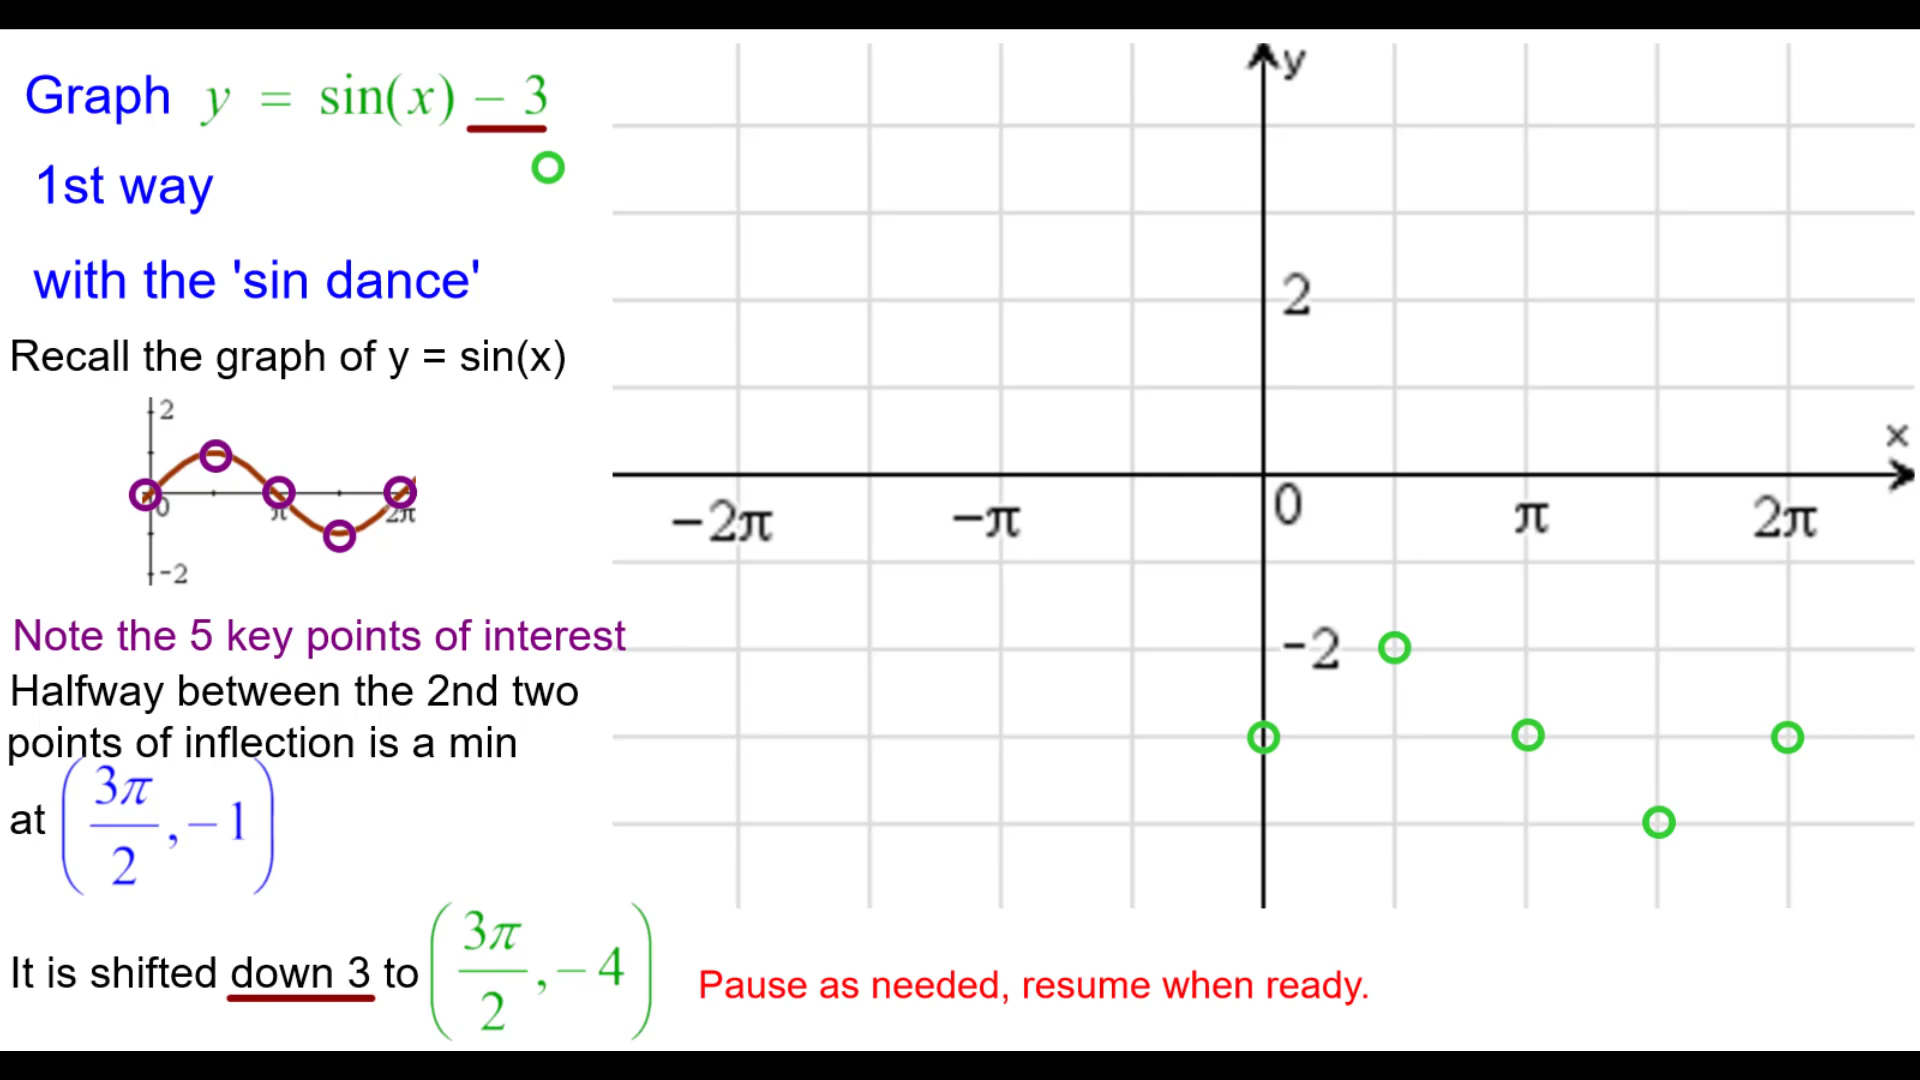 Graph y = sin(x) – 3
1st way
with the 'sin dance'
Recall the graph of y = sin(x)
2
0 π 2π
-2
Note the 5 key points of interest
Halfway between the 2nd two
points of inflection is a min
at (3π/2, – 1)
It is shifted down 3 to (3π/2, – 4)
y
2
x
−2π −π 0 π 2π
-2
Pause as needed, resume when ready.